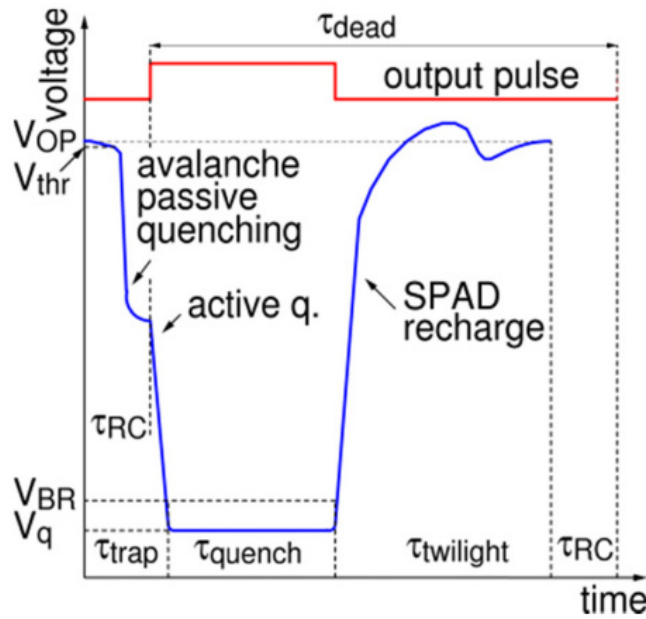 τdead
voltage
output pulse
VOP
Vthr
avalanche
passive
quenching
active q.
SPAD
recharge
τRC
VBR
Vq
τtrap
τquench
τtwilight
τRC
time